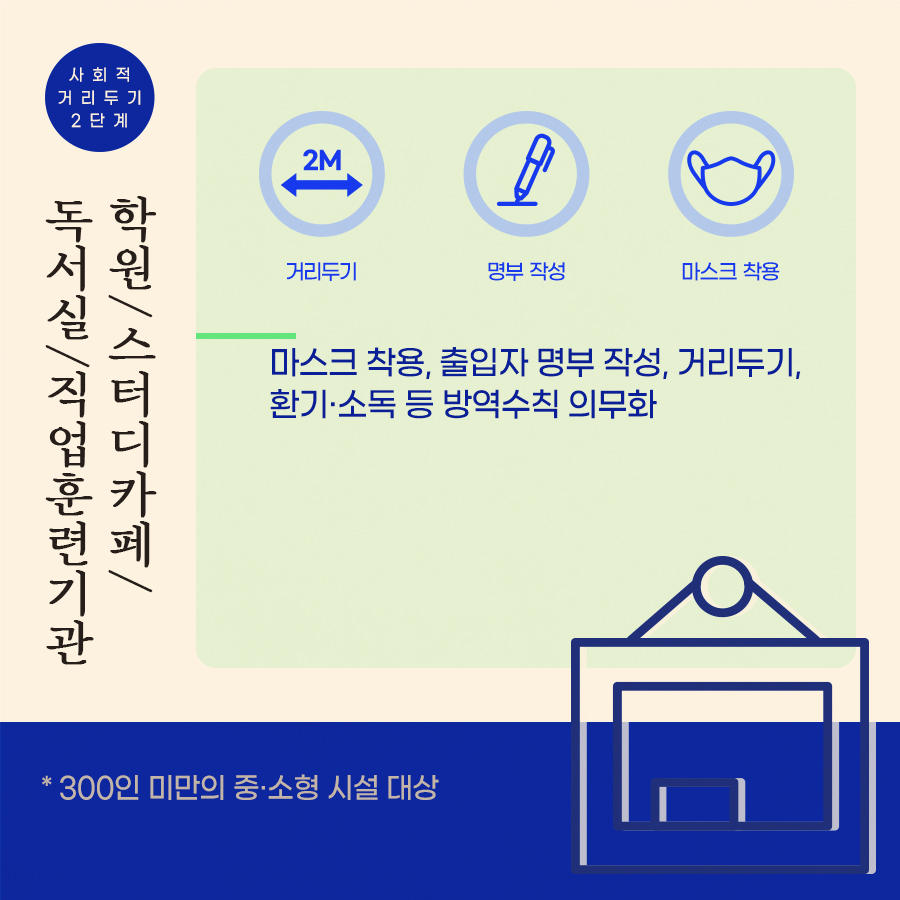 사회적
거리두기
2단계
학원/스터디카페/
독서실/직업훈련기관
2M
거리두기
명부 작성
마스크 착용
마스크 착용, 출입자 명부 작성, 거리두기,
환기·소독 등 방역수칙 의무화
* 300인 미만의 중·소형 시설 대상